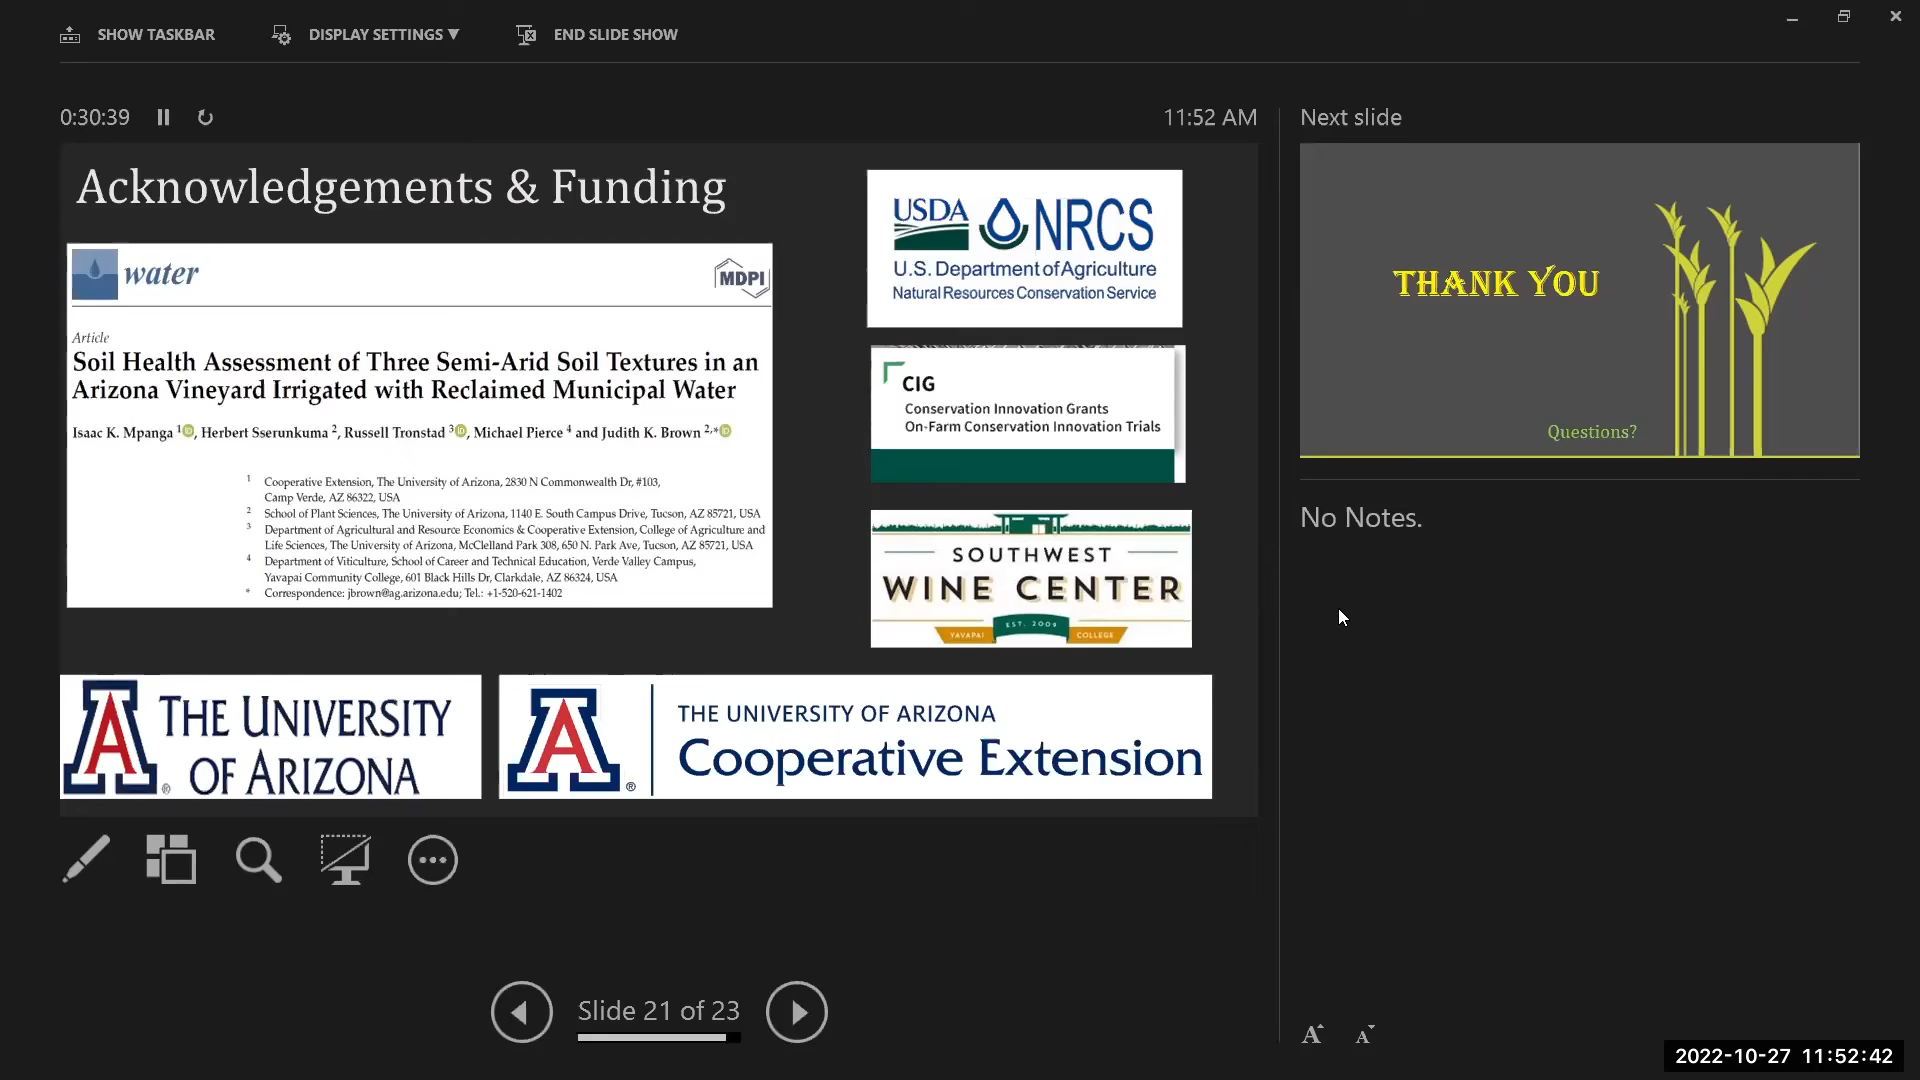 SHOW TASKBAR
DISPLAY SETTINGS ▼
END SLIDE SHOW
0:30:39
11:52 AM
Acknowledgements & Funding
water
MDPI
Article
Soil Health Assessment of Three Semi-Arid Soil Textures in an
Arizona Vineyard Irrigated with Reclaimed Municipal Water
Isaac K. Mpanga 1, Herbert Sserunkuma 2, Russell Tronstad 3, Michael Pierce 4 and Judith K. Brown 2,*
1 Cooperative Extension, The University of Arizona, 2830 N Commonwealth Dr, #103,
Camp Verde, AZ 86322, USA
2 School of Plant Sciences, The University of Arizona, 1140 E. South Campus Drive, Tucson, AZ 85721, USA
3 Department of Agricultural and Resource Economics & Cooperative Extension, College of Agriculture and
Life Sciences, The University of Arizona, McClelland Park 308, 650 N. Park Ave, Tucson, AZ 85721, USA
4 Department of Viticulture, School of Career and Technical Education, Verde Valley Campus,
Yavapai Community College, 601 Black Hills Dr, Clarkdale, AZ 86324, USA
* Correspondence: jbrown@ag.arizona.edu; Tel.: +1-520-621-1402
USDA NRCS
U.S. Department of Agriculture
Natural Resources Conservation Service
CIG
Conservation Innovation Grants
On-Farm Conservation Innovation Trials
SOUTHWEST
WINE CENTER
EST. 2009
YAVAPAI COLLEGE
A ® THE UNIVERSITY
OF ARIZONA
A ® THE UNIVERSITY OF ARIZONA
Cooperative Extension
Slide 21 of 23
Next slide
THANK YOU
Questions?
No Notes.
A A
2022-10-27 11:52:42